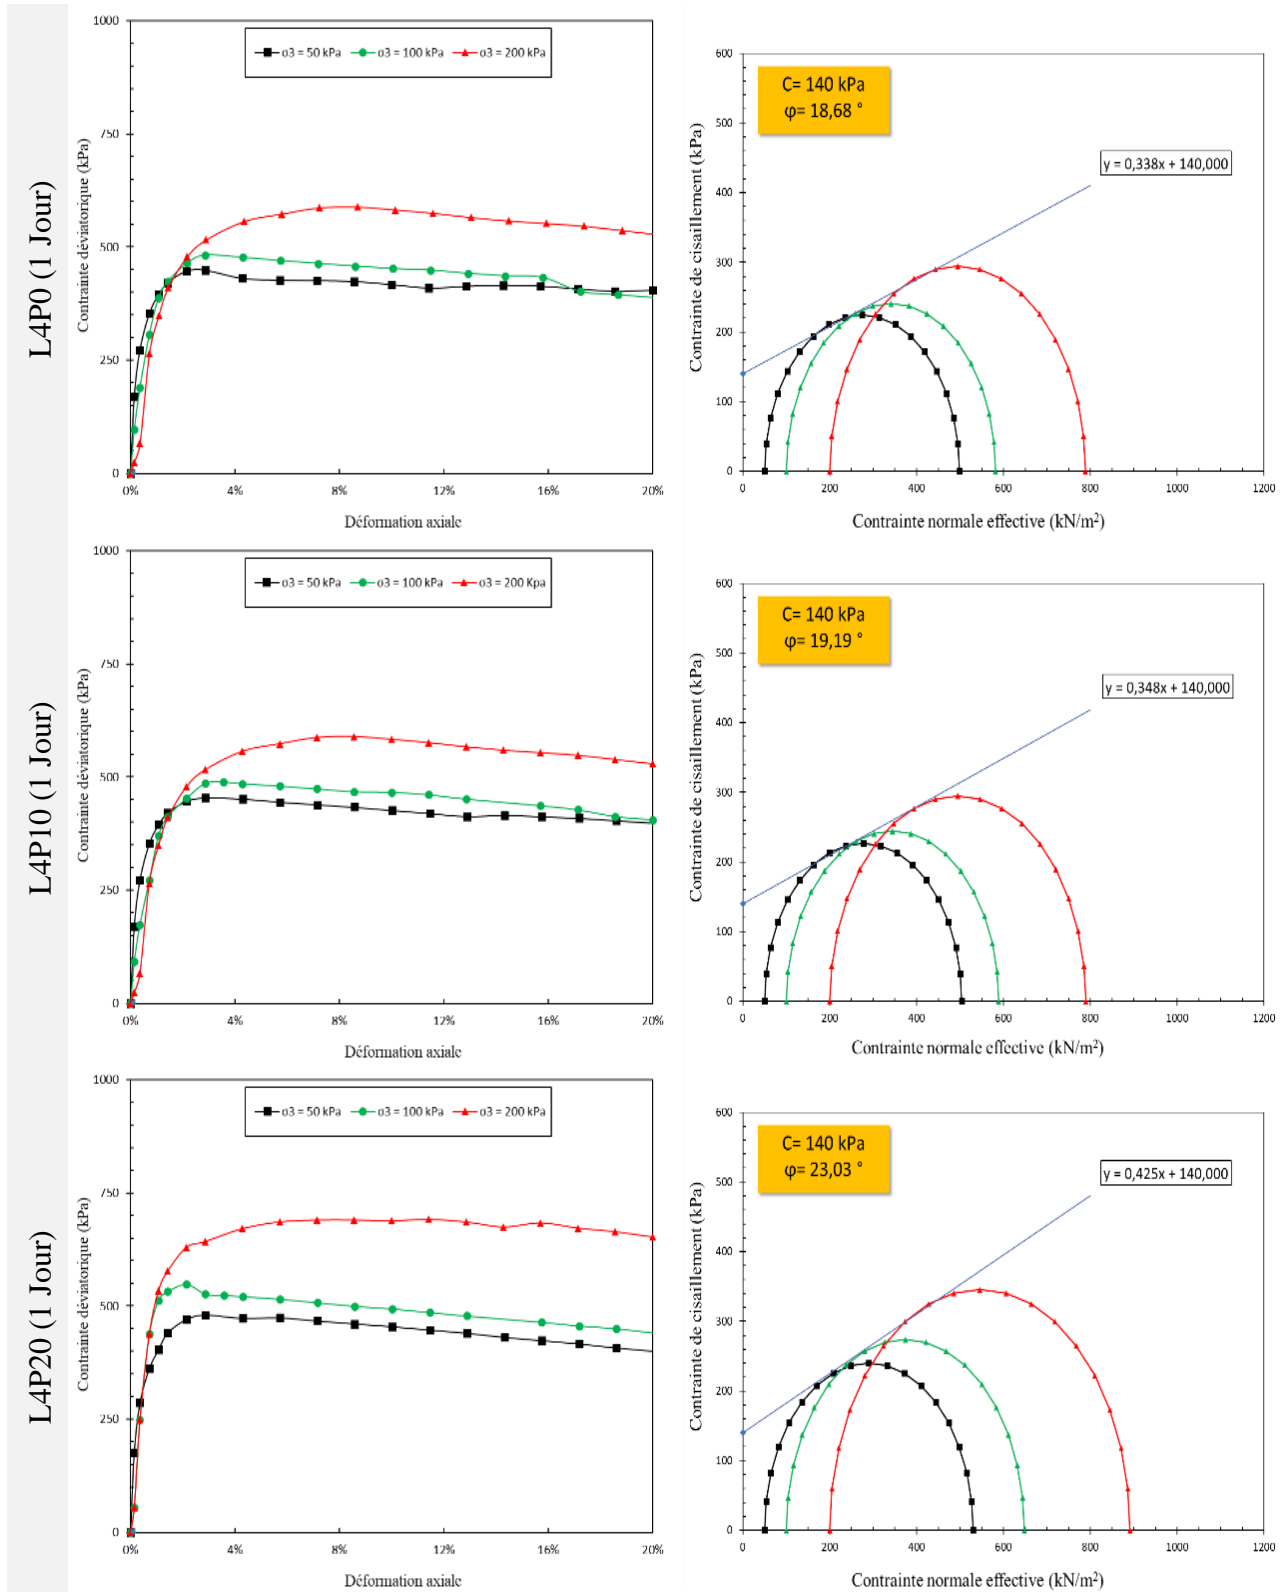 L4P0 (1 Jour)
1000
750
500
250
0
Contrainte déviatorique (kPa)
σ3 = 50 kPa
σ3 = 100 kPa
σ3 = 200 kPa
0%
4%
8%
12%
16%
20%
Déformation axiale
600
500
400
300
200
100
0
Contrainte de cisaillement (kPa)
C= 140 kPa
φ= 18,68 °
y = 0,338x + 140,000
0
200
400
600
800
1000
1200
Contrainte normale effective (kN/m²)
L4P10 (1 Jour)
1000
750
500
250
0
Contrainte déviatorique (kPa)
σ3 = 50 kPa
σ3 = 100 kPa
σ3 = 200 Kpa
0%
4%
8%
12%
16%
20%
Déformation axiale
600
500
400
300
200
100
0
Contrainte de cisaillement (kPa)
C= 140 kPa
φ= 19,19 °
y = 0,348x + 140,000
0
200
400
600
800
1000
1200
Contrainte normale effective (kN/m²)
L4P20 (1 Jour)
1000
750
500
250
0
Contrainte déviatorique (kPa)
σ3 = 50 kPa
σ3 = 100 kPa
σ3 = 200 kPa
0%
4%
8%
12%
16%
20%
Déformation axiale
600
500
400
300
200
100
0
Contrainte de cisaillement (kPa)
C= 140 kPa
φ= 23,03 °
y = 0,425x + 140,000
0
200
400
600
800
1000
1200
Contrainte normale effective (kN/m²)